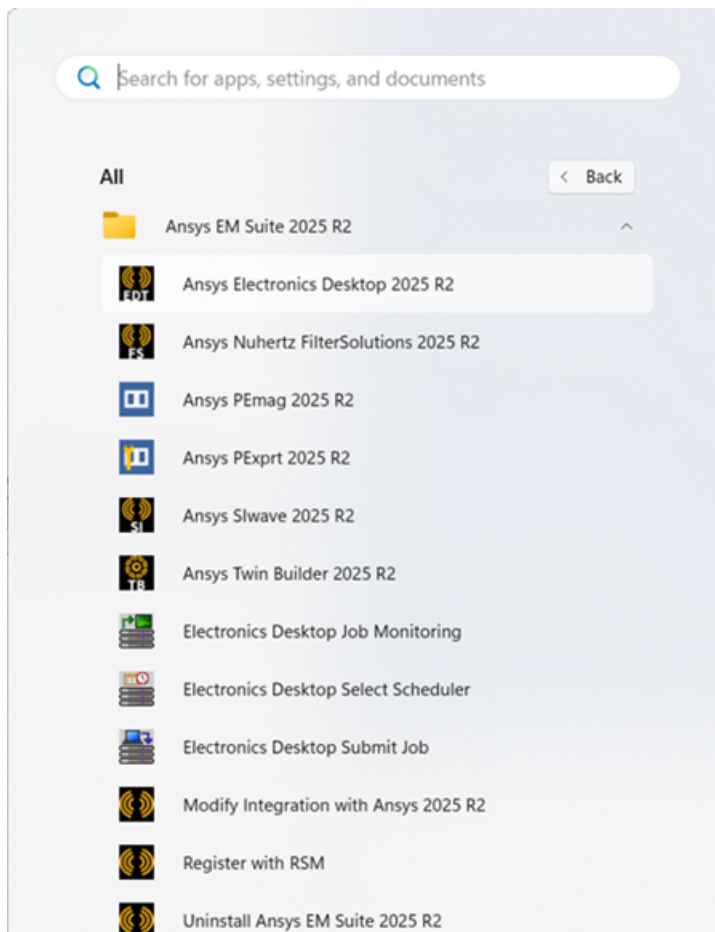 Search for apps, settings, and documents
All
Back
Ansys EM Suite 2025 R2
EDT
Ansys Electronics Desktop 2025 R2
FS
Ansys Nuhertz FilterSolutions 2025 R2
Ansys PEmag 2025 R2
Ansys PExprt 2025 R2
SI
Ansys SIwave 2025 R2
TB
Ansys Twin Builder 2025 R2
Electronics Desktop Job Monitoring
Electronics Desktop Select Scheduler
Electronics Desktop Submit Job
Modify Integration with Ansys 2025 R2
Register with RSM
Uninstall Ansys EM Suite 2025 R2